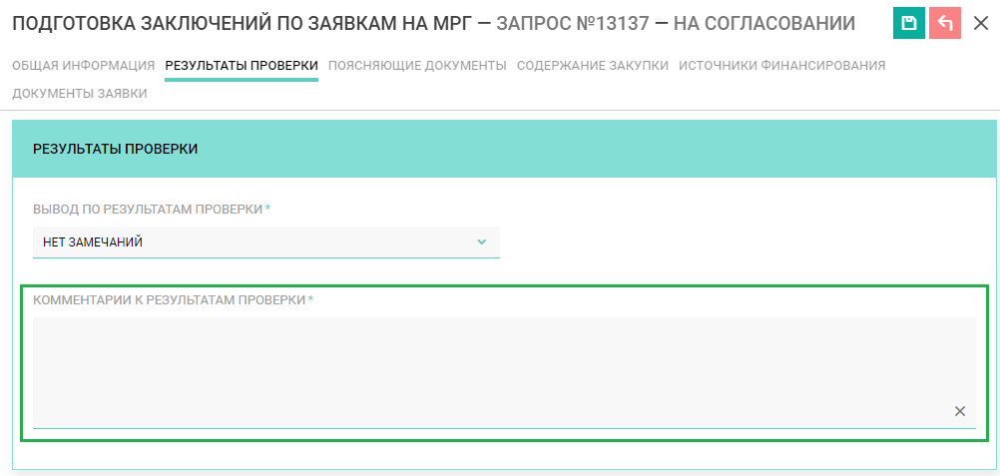 ПОДГОТОВКА ЗАКЛЮЧЕНИЙ ПО ЗАЯВКАМ НА МРГ — ЗАПРОС №13137 — НА СОГЛАСОВАНИИ
ОБЩАЯ ИНФОРМАЦИЯ РЕЗУЛЬТАТЫ ПРОВЕРКИ ПОЯСНЯЮЩИЕ ДОКУМЕНТЫ СОДЕРЖАНИЕ ЗАКУПКИ ИСТОЧНИКИ ФИНАНСИРОВАНИЯ
ДОКУМЕНТЫ ЗАЯВКИ
РЕЗУЛЬТАТЫ ПРОВЕРКИ
ВЫВОД ПО РЕЗУЛЬТАТАМ ПРОВЕРКИ *
НЕТ ЗАМЕЧАНИЙ
КОММЕНТАРИИ К РЕЗУЛЬТАТАМ ПРОВЕРКИ *